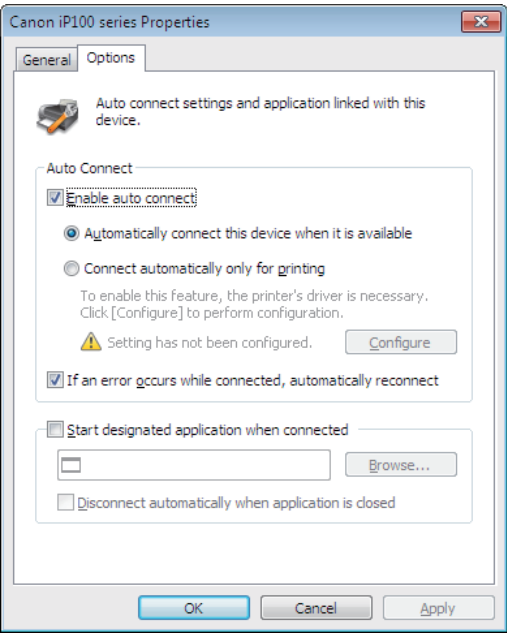 Canon iP100 series Properties
General
Options
Auto connect settings and application linked with this
device.
Auto Connect
Enable auto connect
Automatically connect this device when it is available
Connect automatically only for printing
To enable this feature, the printer's driver is necessary.
Click [Configure] to perform configuration.
Setting has not been configured.
Configure
If an error occurs while connected, automatically reconnect
Start designated application when connected
Browse...
Disconnect automatically when application is closed
OK
Cancel
Apply